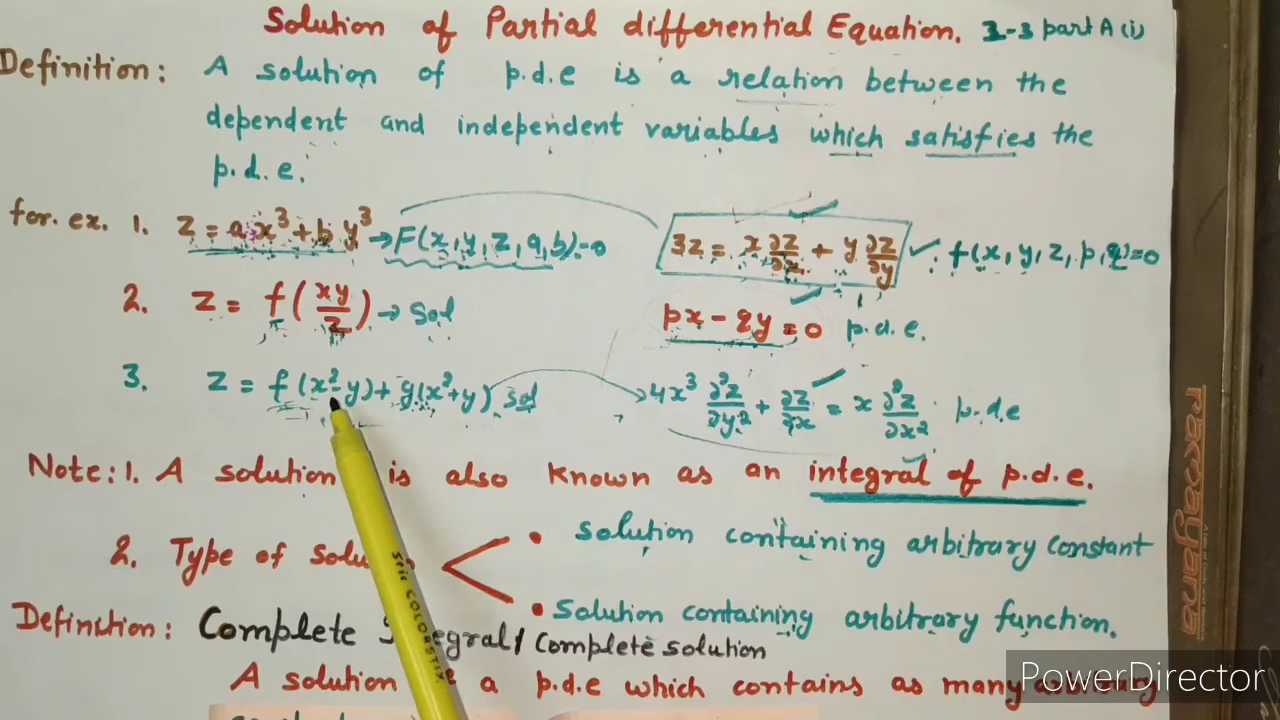 Solution of Partial differential Equation. 1-3 part A (i)
Definition: A solution of p.d.e is a relation between the
dependent and independent variables which satisfies the
p.d.e.
for. ex. 1. z = ax³ + by³ → F(x, y, z, a, b) = 0 3z = x ∂z/∂x + y ∂z/∂y f(x, y, z, p, q) = 0
2. z = f(xy/z) → Sol px - qy = 0 p.d.e.
3. z = f(x²-y) + g(x²+y) Sol → 4x³ ∂²z/∂y² + ∂z/∂x = x ∂²z/∂x² p.d.e
Note: 1. A solution is also known as an integral of p.d.e.
2. Type of
• solution containing arbitrary constant
• Solution containing arbitrary function.
Definition: Complete / Complete solution
A solution a p.d.e which contains as many arbitrary
PowerDirector